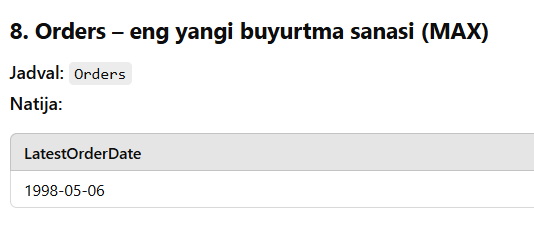 8. Orders – eng yangi buyurtma sanasi (MAX)
Jadval: Orders
Natija:
LatestOrderDate
1998-05-06